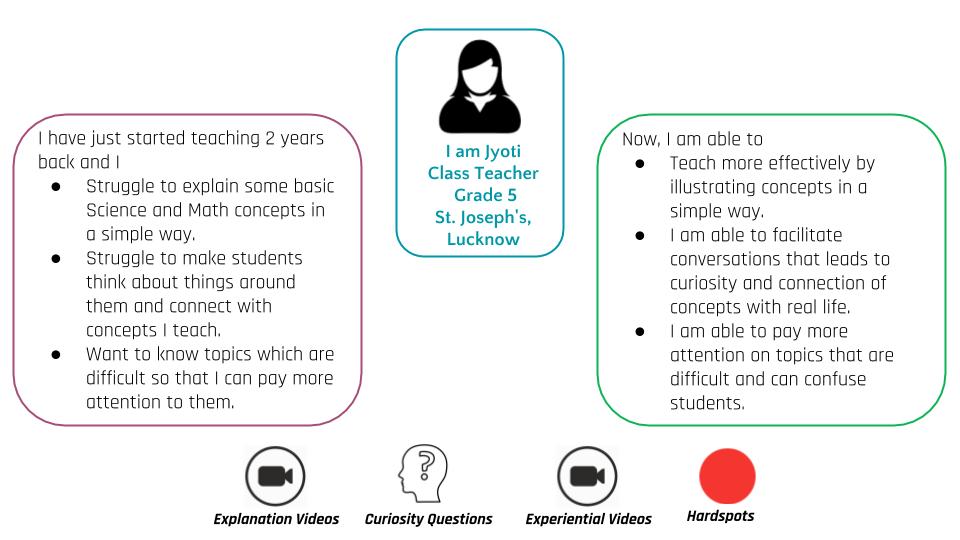 I am Jyoti
Class Teacher
Grade 5
St. Joseph's,
Lucknow
I have just started teaching 2 years
back and I
● Struggle to explain some basic
Science and Math concepts in
a simple way.
● Struggle to make students
think about things around
them and connect with
concepts I teach.
● Want to know topics which are
difficult so that I can pay more
attention to them.
Now, I am able to
● Teach more effectively by
illustrating concepts in a
simple way.
● I am able to facilitate
conversations that leads to
curiosity and connection of
concepts with real life.
● I am able to pay more
attention on topics that are
difficult and can confuse
students.
?
Explanation Videos
Curiosity Questions
Experiential Videos
Hardspots